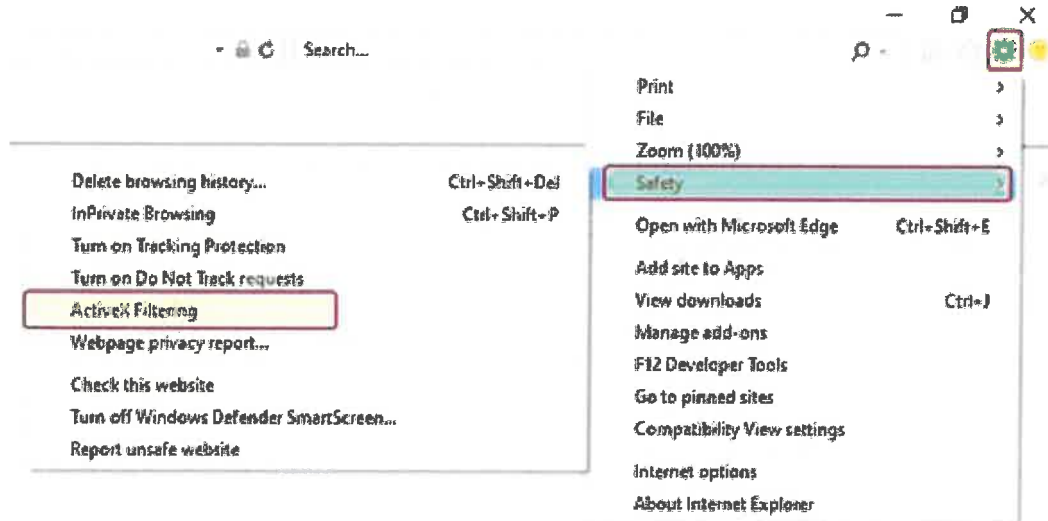 Search...
Print
File
Zoom (100%)
Safety
Delete browsing history... Ctrl+Shift+Del
InPrivate Browsing Ctrl+Shift+P
Turn on Tracking Protection
Turn on Do Not Track requests
ActiveX Filtering
Webpage privacy report...
Check this website
Turn off Windows Defender SmartScreen...
Report unsafe website
Open with Microsoft Edge Ctrl+Shift+E
Add site to Apps
View downloads Ctrl+J
Manage add-ons
F12 Developer Tools
Go to pinned sites
Compatibility View settings
Internet options
About Internet Explorer